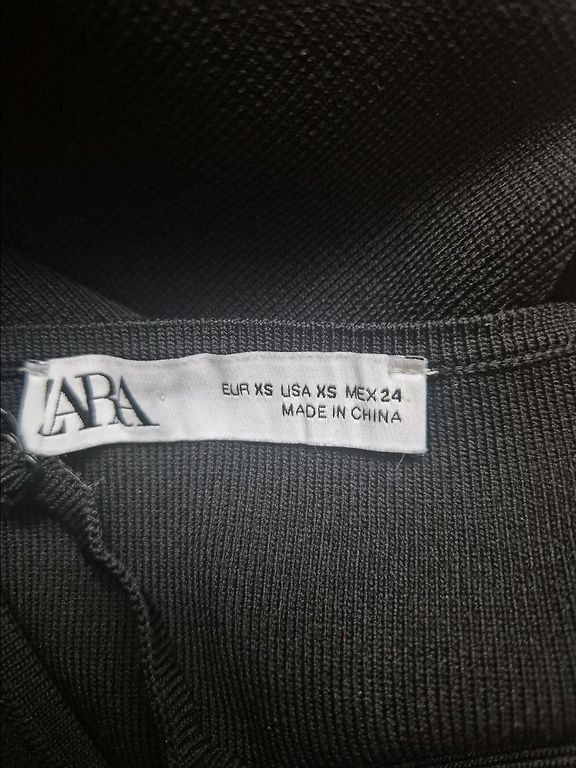 ZARA
EUR XS USA XS MEX 24
MADE IN CHINA